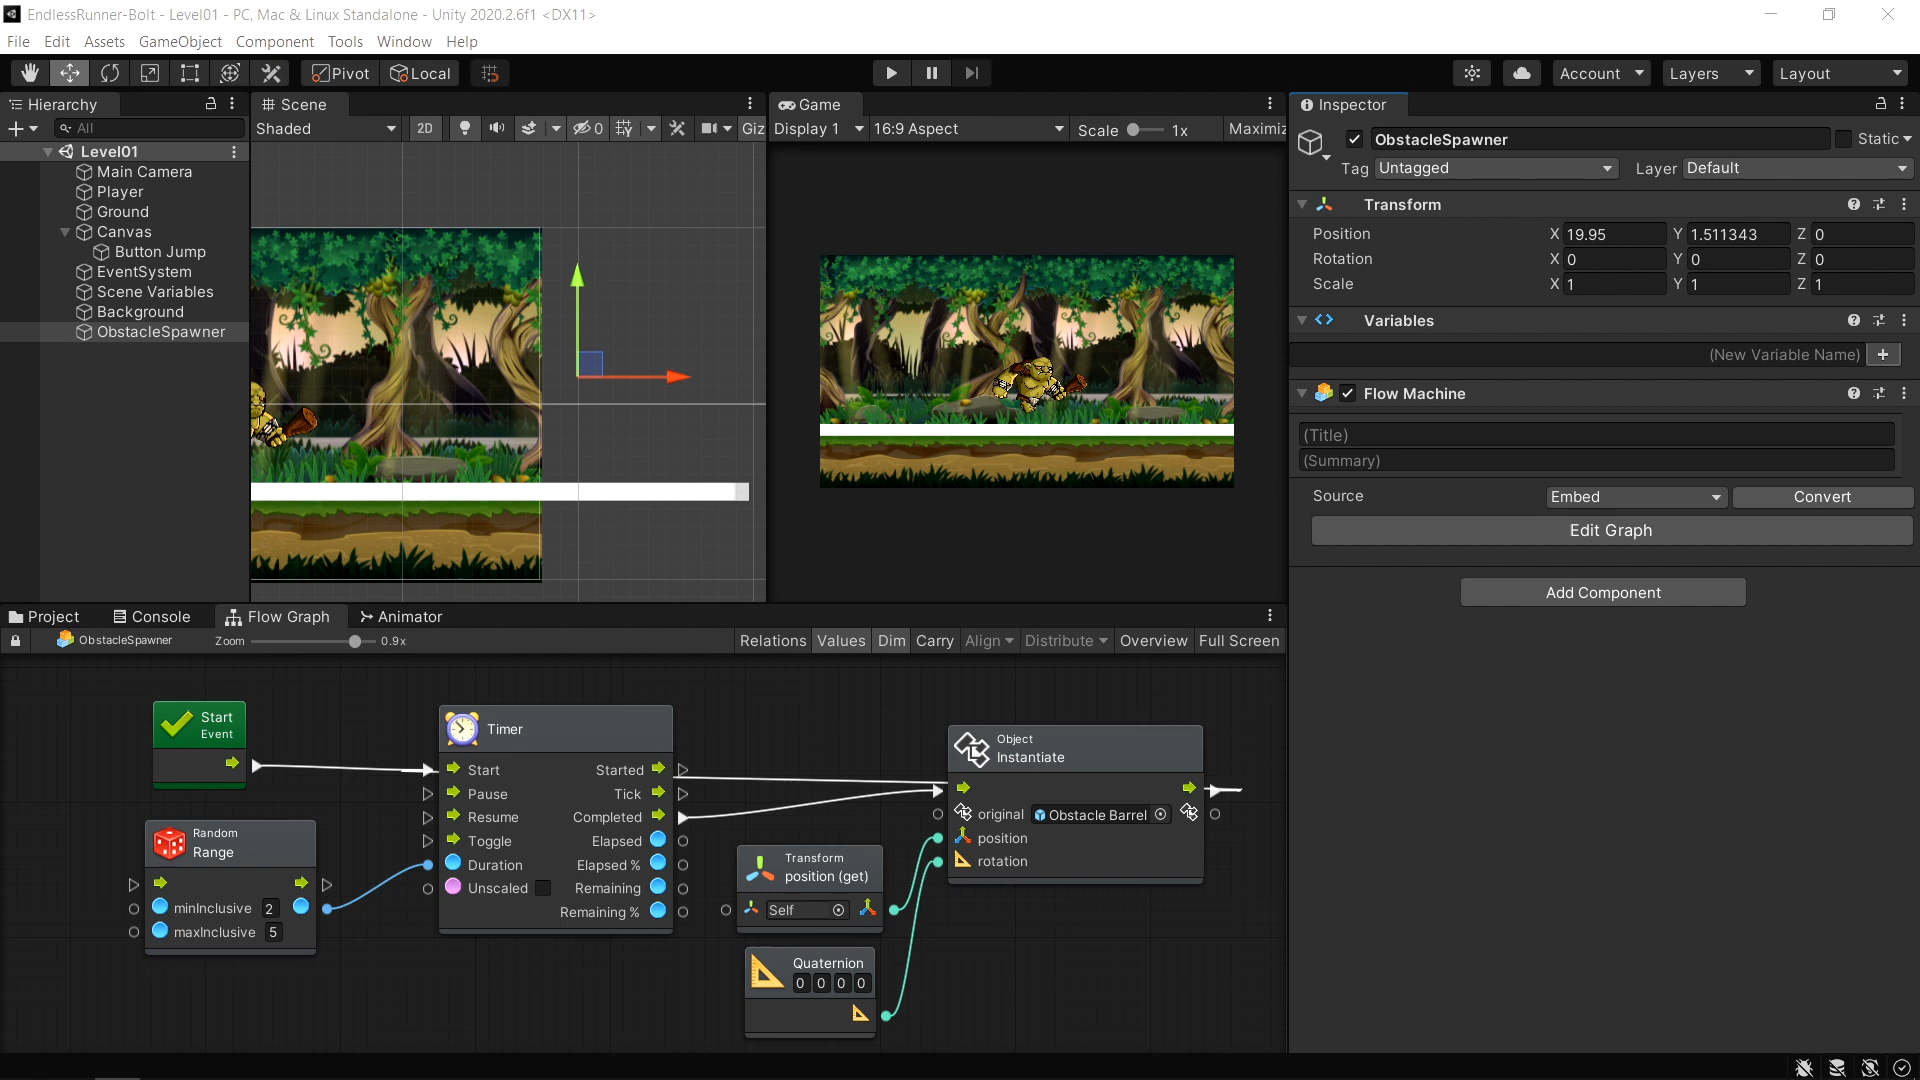 EndlessRunner-Bolt - Level01 - PC, Mac & Linux Standalone - Unity 2020.2.6f1 <DX11>
File Edit Assets GameObject Component Tools Window Help
Pivot Local Account Layers Layout
Hierarchy
All
Level01
Main Camera
Player
Ground
Canvas
Button Jump
EventSystem
Scene Variables
Background
ObstacleSpawner
Scene
Shaded 2D 0 Giz
Game
Display 1 16:9 Aspect Scale 1x Maximiz
Inspector
ObstacleSpawner Static
Tag Untagged Layer Default
Transform
Position X 19.95 Y 1.511343 Z 0
Rotation X 0 Y 0 Z 0
Scale X 1 Y 1 Z 1
Variables
(New Variable Name) +
Flow Machine
(Title)
(Summary)
Source Embed Convert
Edit Graph
Add Component
Project Console Flow Graph Animator
ObstacleSpawner Zoom 0.9x Relations Values Dim Carry Align Distribute Overview Full Screen
Start
Event
Random
Range
minInclusive 2
maxInclusive 5
Timer
Start Started
Pause Tick
Resume Completed
Toggle Elapsed
Duration Elapsed %
Unscaled Remaining
Remaining %
Transform
position (get)
Self
Quaternion
0 0 0 0
Object
Instantiate
original Obstacle Barrel
position
rotation